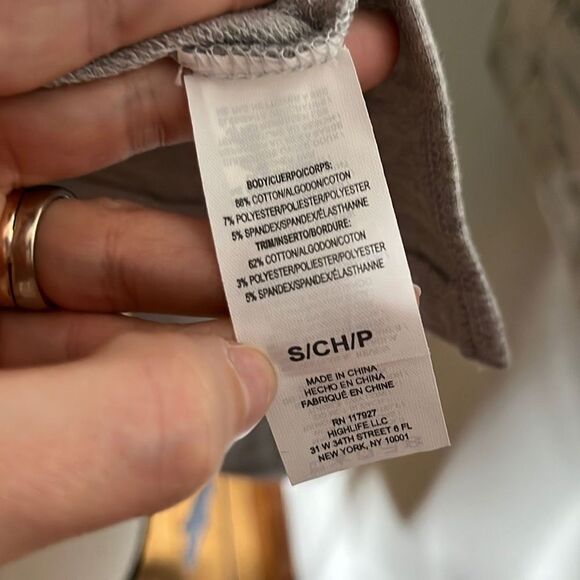 BODY/CUERPO/CORPS:
88% COTTON/ALGODON/COTON
7% POLYESTER/POLIESTER/POLYESTER
5% SPANDEX/SPANDEX/ÉLASTHANNE
TRIM/INSERTO/BORDURE:
62% COTTON/ALGODON/COTON
3% POLYESTER/POLIESTER/POLYESTER
5% SPANDEX/SPANDEX/ÉLASTHANNE
S/CH/P
MADE IN CHINA
HECHO EN CHINA
FABRIQUÉ EN CHINE
RN 117927
HIGHLIFE LLC
31 W 34TH STREET 6 FL
NEW YORK, NY 10001